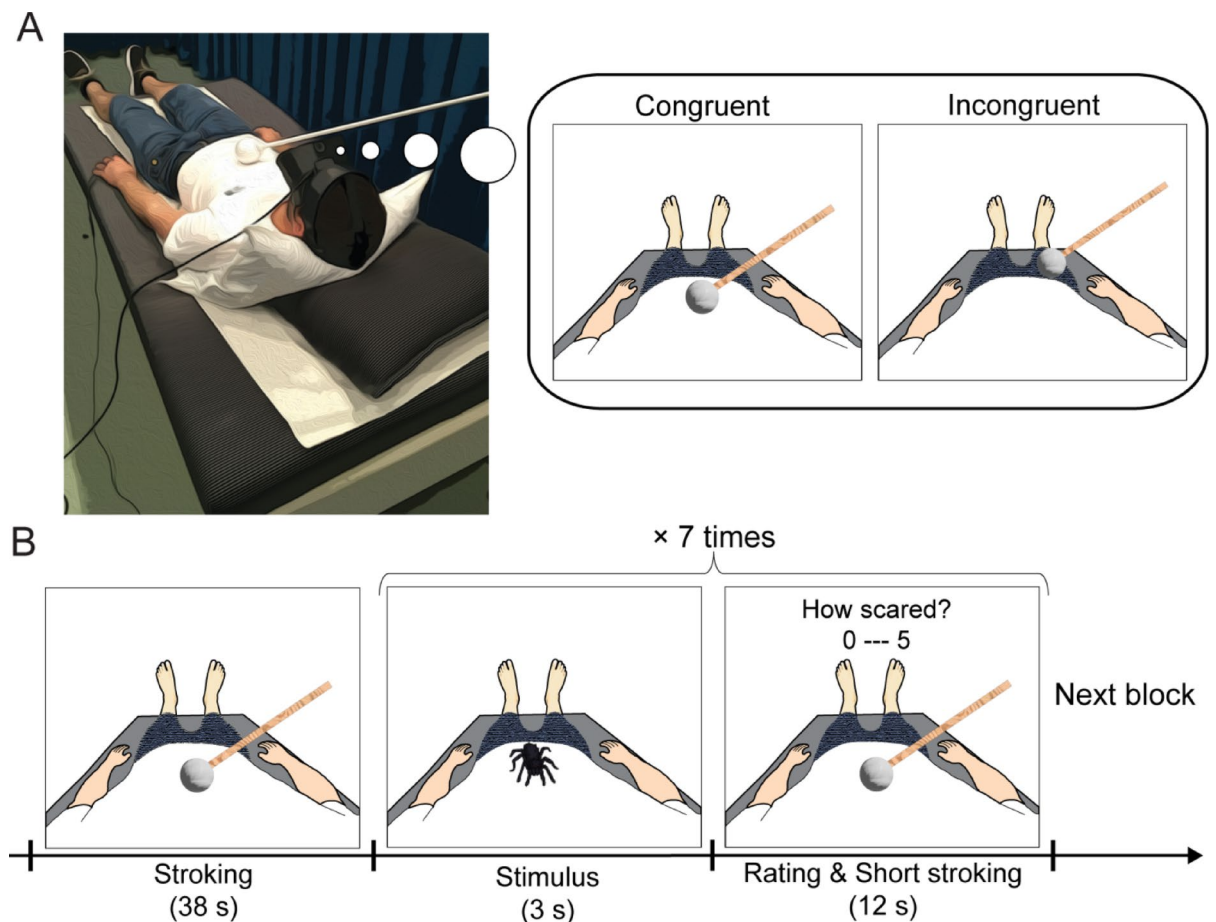 A
Congruent
Incongruent
B
× 7 times
How scared?
0 --- 5
Next block
Stroking
(38 s)
Stimulus
(3 s)
Rating & Short stroking
(12 s)